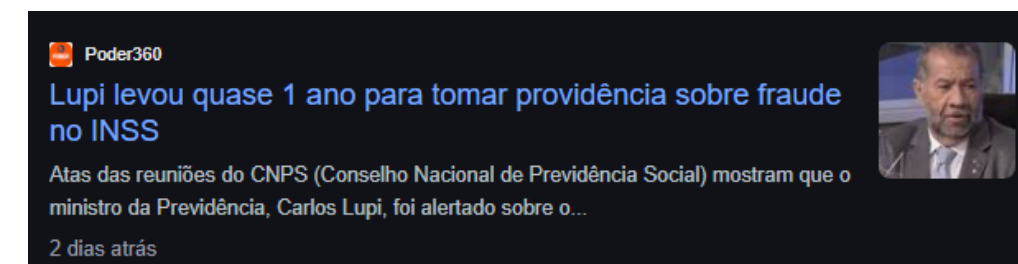 Poder360
Lupi levou quase 1 ano para tomar providência sobre fraude
no INSS
Atas das reuniões do CNPS (Conselho Nacional de Previdência Social) mostram que o
ministro da Previdência, Carlos Lupi, foi alertado sobre o...
2 dias atrás